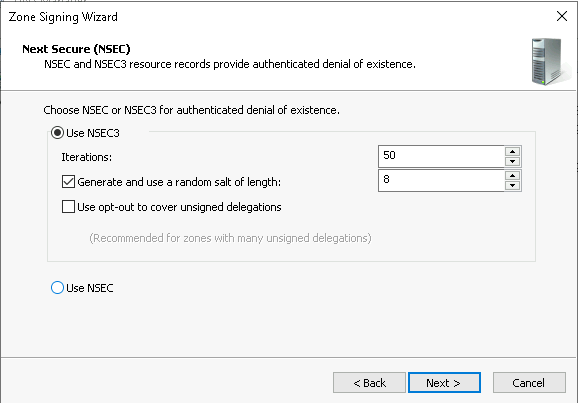 Zone Signing Wizard
Next Secure (NSEC)
NSEC and NSEC3 resource records provide authenticated denial of existence.
Choose NSEC or NSEC3 for authenticated denial of existence.
Use NSEC3
Iterations:
50
Generate and use a random salt of length:
8
Use opt-out to cover unsigned delegations
(Recommended for zones with many unsigned delegations)
Use NSEC
< Back
Next >
Cancel